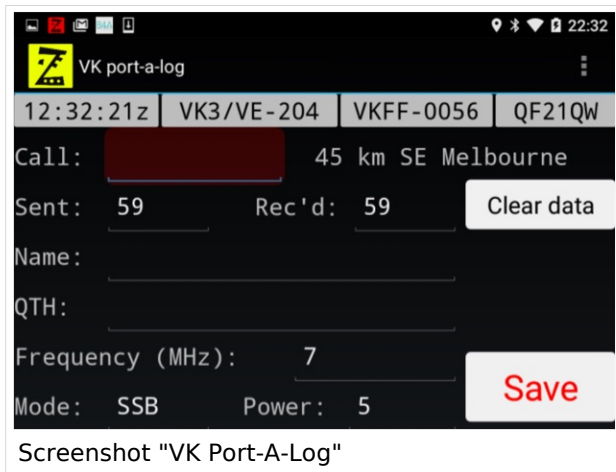 22:32
VK port-a-log
12:32:21z VK3/VE-204 VKFF-0056 QF21QW
Call: 45 km SE Melbourne
Sent: 59 Rec'd: 59 Clear data
Name:
QTH:
Frequency (MHz): 7
Save
Mode: SSB Power: 5
Screenshot "VK Port-A-Log"